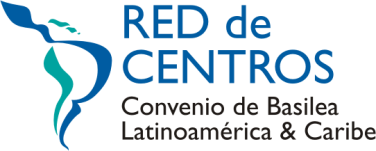 RED de
CENTROS
Convenio de Basilea
Latinoamérica & Caribe